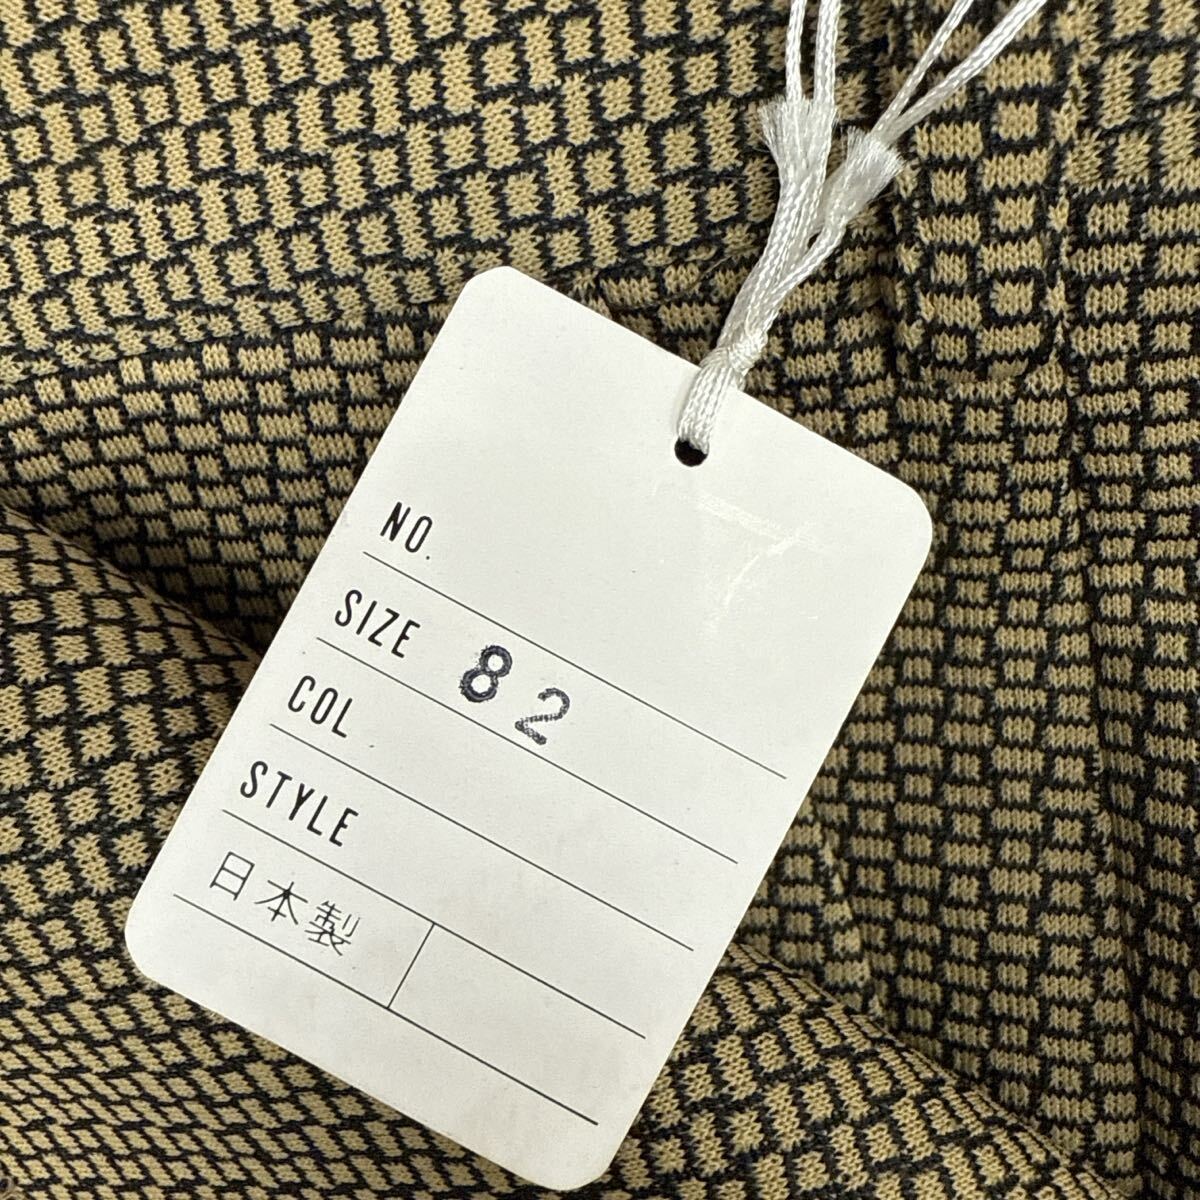 NO.
SIZE 82
COL
STYLE
日本製